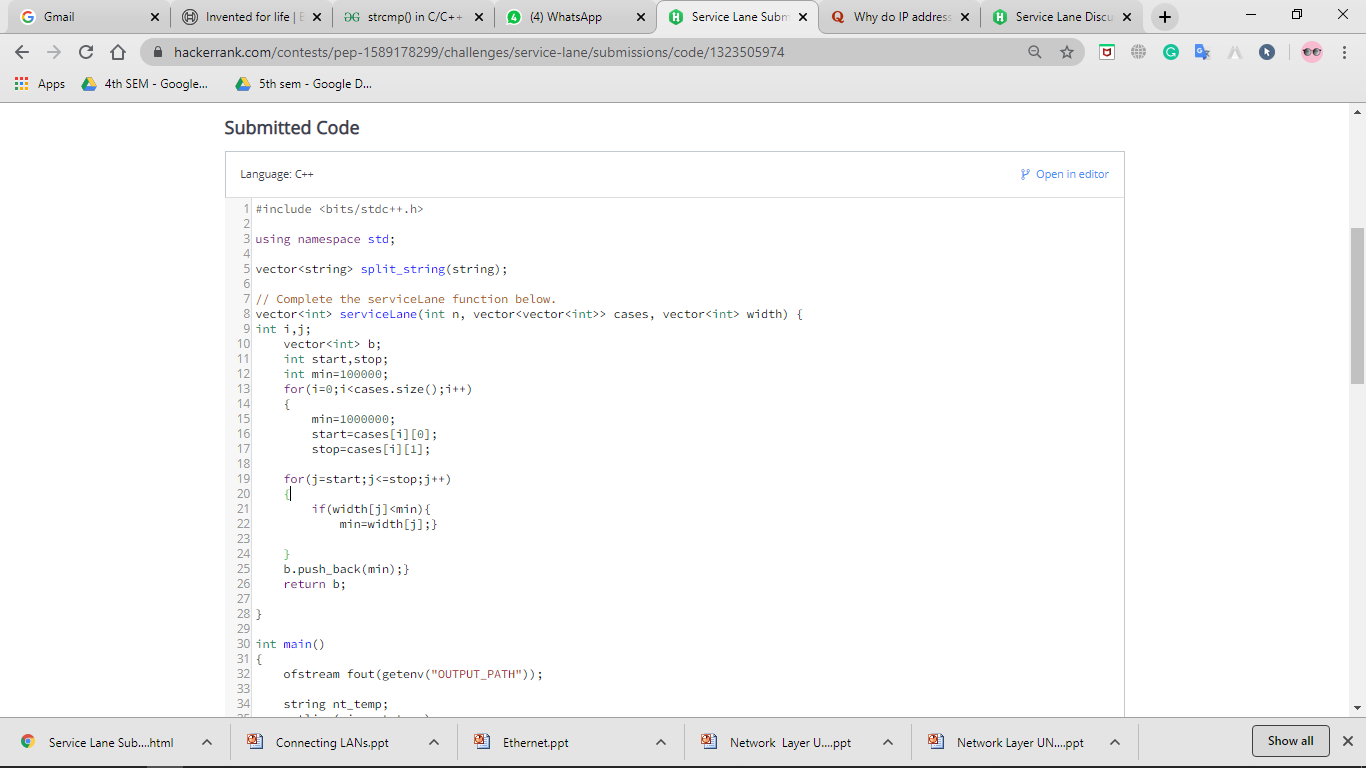 Gmail
Invented for life | E
strcmp() in C/C++
(4) WhatsApp
Service Lane Subm
Why do IP address
Service Lane Discu
hackerrank.com/contests/pep-1589178299/challenges/service-lane/submissions/code/1323505974
Apps
4th SEM - Google...
5th sem - Google D...
Submitted Code
Language: C++
Open in editor
1 #include <bits/stdc++.h>
2
3 using namespace std;
4
5 vector<string> split_string(string);
6
7 // Complete the serviceLane function below.
8 vector<int> serviceLane(int n, vector<vector<int>> cases, vector<int> width) {
9 int i,j;
10     vector<int> b;
11     int start,stop;
12     int min=100000;
13     for(i=0;i<cases.size();i++)
14     {
15         min=1000000;
16         start=cases[i][0];
17         stop=cases[i][1];
18
19     for(j=start;j<=stop;j++)
20     {
21         if(width[j]<min){
22             min=width[j];}
23
24     }
25     b.push_back(min);}
26     return b;
27
28 }
29
30 int main()
31 {
32     ofstream fout(getenv("OUTPUT_PATH"));
33
34     string nt_temp;
Service Lane Sub....html
Connecting LANs.ppt
Ethernet.ppt
Network Layer U....ppt
Network Layer UN....ppt
Show all